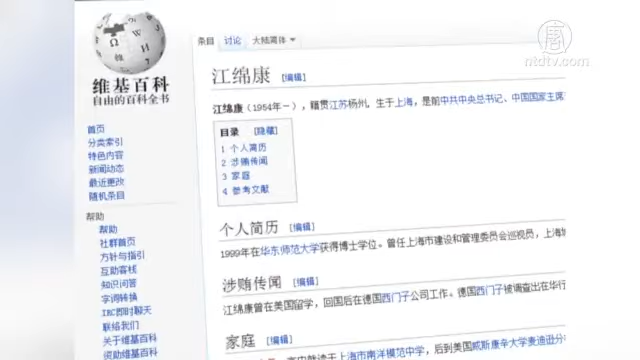 唐
ntdtv.com
维基百科
自由的百科全书
首页
分类索引
特色内容
新闻动态
最近更改
随机条目
帮助
帮助
社群首页
方针与指引
互助客栈
知识问答
字词转换
IRC即时聊天
联络我们
关于维基百科
资助维基百科
条目 讨论 大陆简体
江绵康 [编辑]
江绵康（1954年－），籍贯江苏杨州，生于上海，是前中共中央总书记、中国国家主席
目录 [隐藏]
1 个人简历
2 涉贿传闻
3 家庭
4 参考文献
个人简历 [编辑]
1999年在华东师范大学获得博士学位。曾任上海市建设和管理委员会巡视员，上海
涉贿传闻 [编辑]
江绵康曾在美国留学，回国后在德国西门子公司工作。德国西门子被调查出在华行
家庭 [编辑]
高中就读于上海市南洋模范中学，后到美国威斯康辛大学麦迪逊分